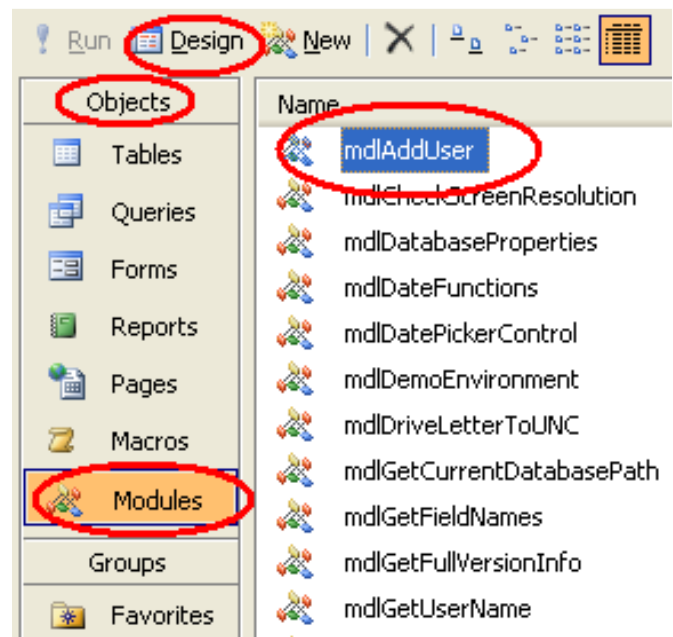 Run Design New
Objects
Tables
Queries
Forms
Reports
Pages
Macros
Modules
Groups
Favorites
Name
mdlAddUser
mdlCheckScreenResolution
mdlDatabaseProperties
mdlDateFunctions
mdlDatePickerControl
mdlDemoEnvironment
mdlDriveLetterToUNC
mdlGetCurrentDatabasePath
mdlGetFieldNames
mdlGetFullVersionInfo
mdlGetUserName